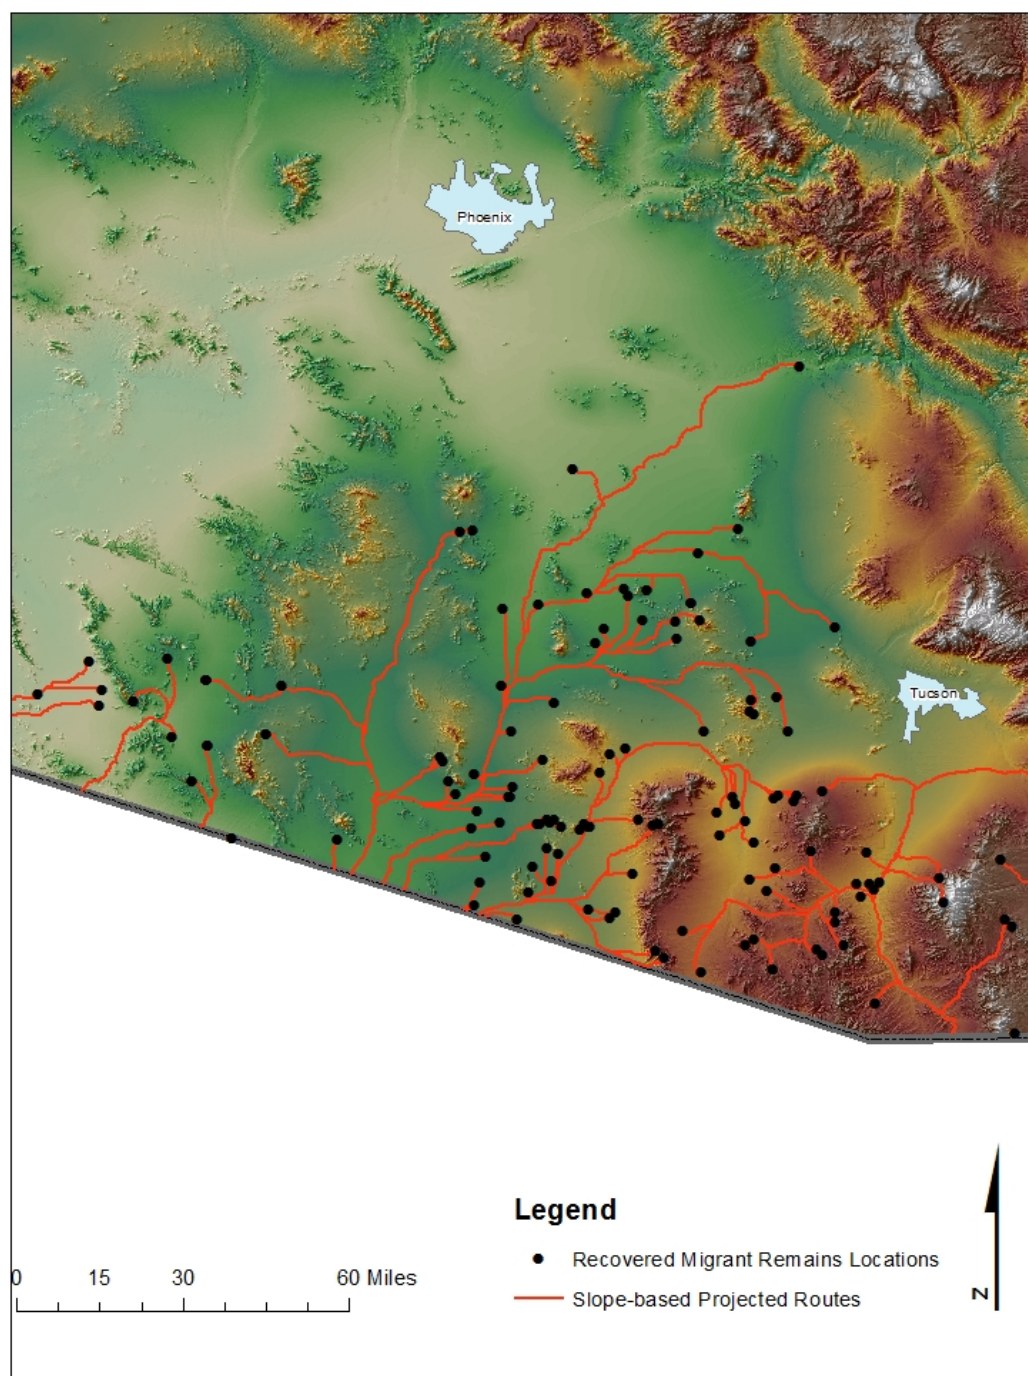 Phoenix
Tucson
Legend
Recovered Migrant Remains Locations
Slope-based Projected Routes
0 15 30 60 Miles
N